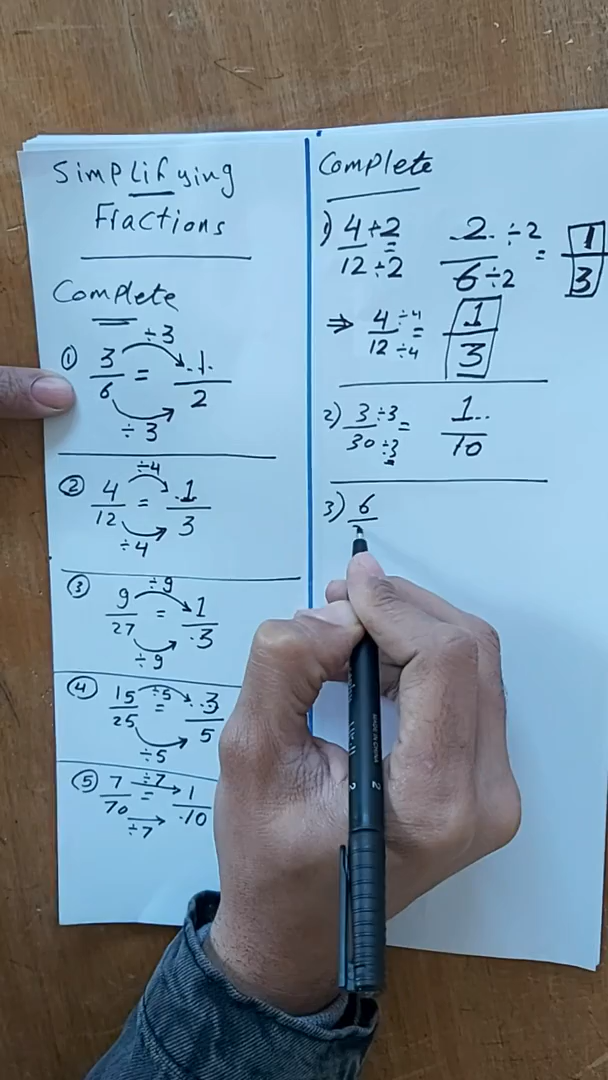 Simplifying
Fractions
Complete
① 3/6 = 1/2
÷3
÷3
② 4/12 = 1/3
÷4
÷4
③ 9/27 = 1/.3
÷9
÷9
④ 15/25 = ..3/5
÷5
÷5
⑤ 7/70 = 1/.10
÷7
÷7
Complete
1) 4÷2/12÷2 = 2..÷2/6÷2 = 1/3
⇒ 4÷4/12÷4 = 1/3
2) 3÷3/30÷3 = 1../10
3) 6/
MADE IN CHINA